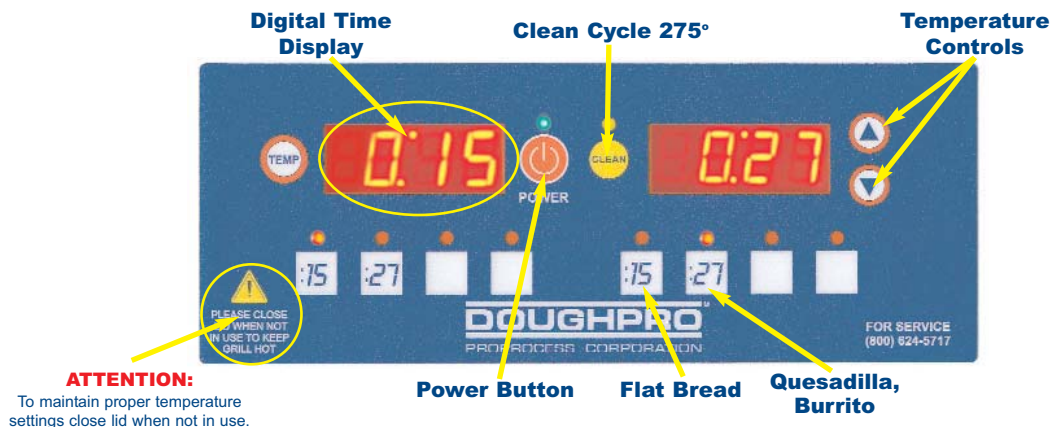 Digital Time
Display
Clean Cycle 275°
Temperature
Controls
TEMP
0:15
CLEAN
0:27
POWER
:15
:27
:15
:27
PLEASE CLOSE
LID WHEN NOT
IN USE TO KEEP
GRILL HOT
DOUGHPRO
PROPROCESS CORPORATION
FOR SERVICE
(800) 624-5717
ATTENTION:
To maintain proper temperature
settings close lid when not in use.
Power Button
Flat Bread
Quesadilla,
Burrito